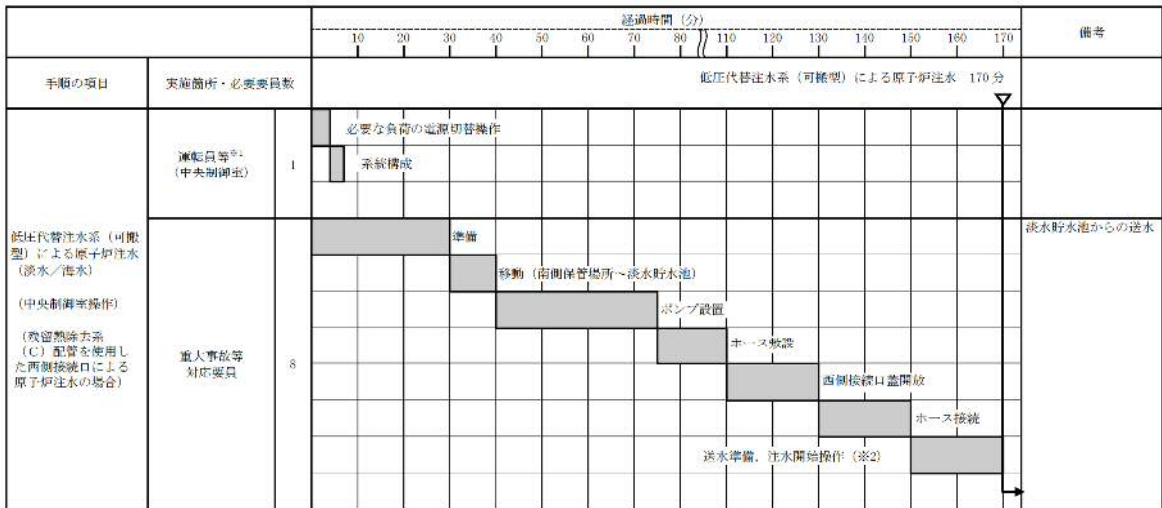 経過時間（分）
備考
10 20 30 40 50 60 70 80 110 120 130 140 150 160 170
手順の項目
実施箇所・必要要員数
低圧代替注水系（可搬型）による原子炉注水 170分
必要な負荷の電源切替操作
運転員等※1
（中央制御室）
1
系統構成
低圧代替注水系（可搬
型）による原子炉注水
（淡水／海水）
（中央制御室操作）
（残留熱除去系
（C）配管を使用し
た西側接続口による
原子炉注水の場合）
重大事故等
対応要員
8
準備
移動（南側保管場所～淡水貯水池）
ポンプ設置
ホース敷設
西側接続口蓋開放
ホース接続
送水準備、注水開始操作（※2）
淡水貯水池からの送水